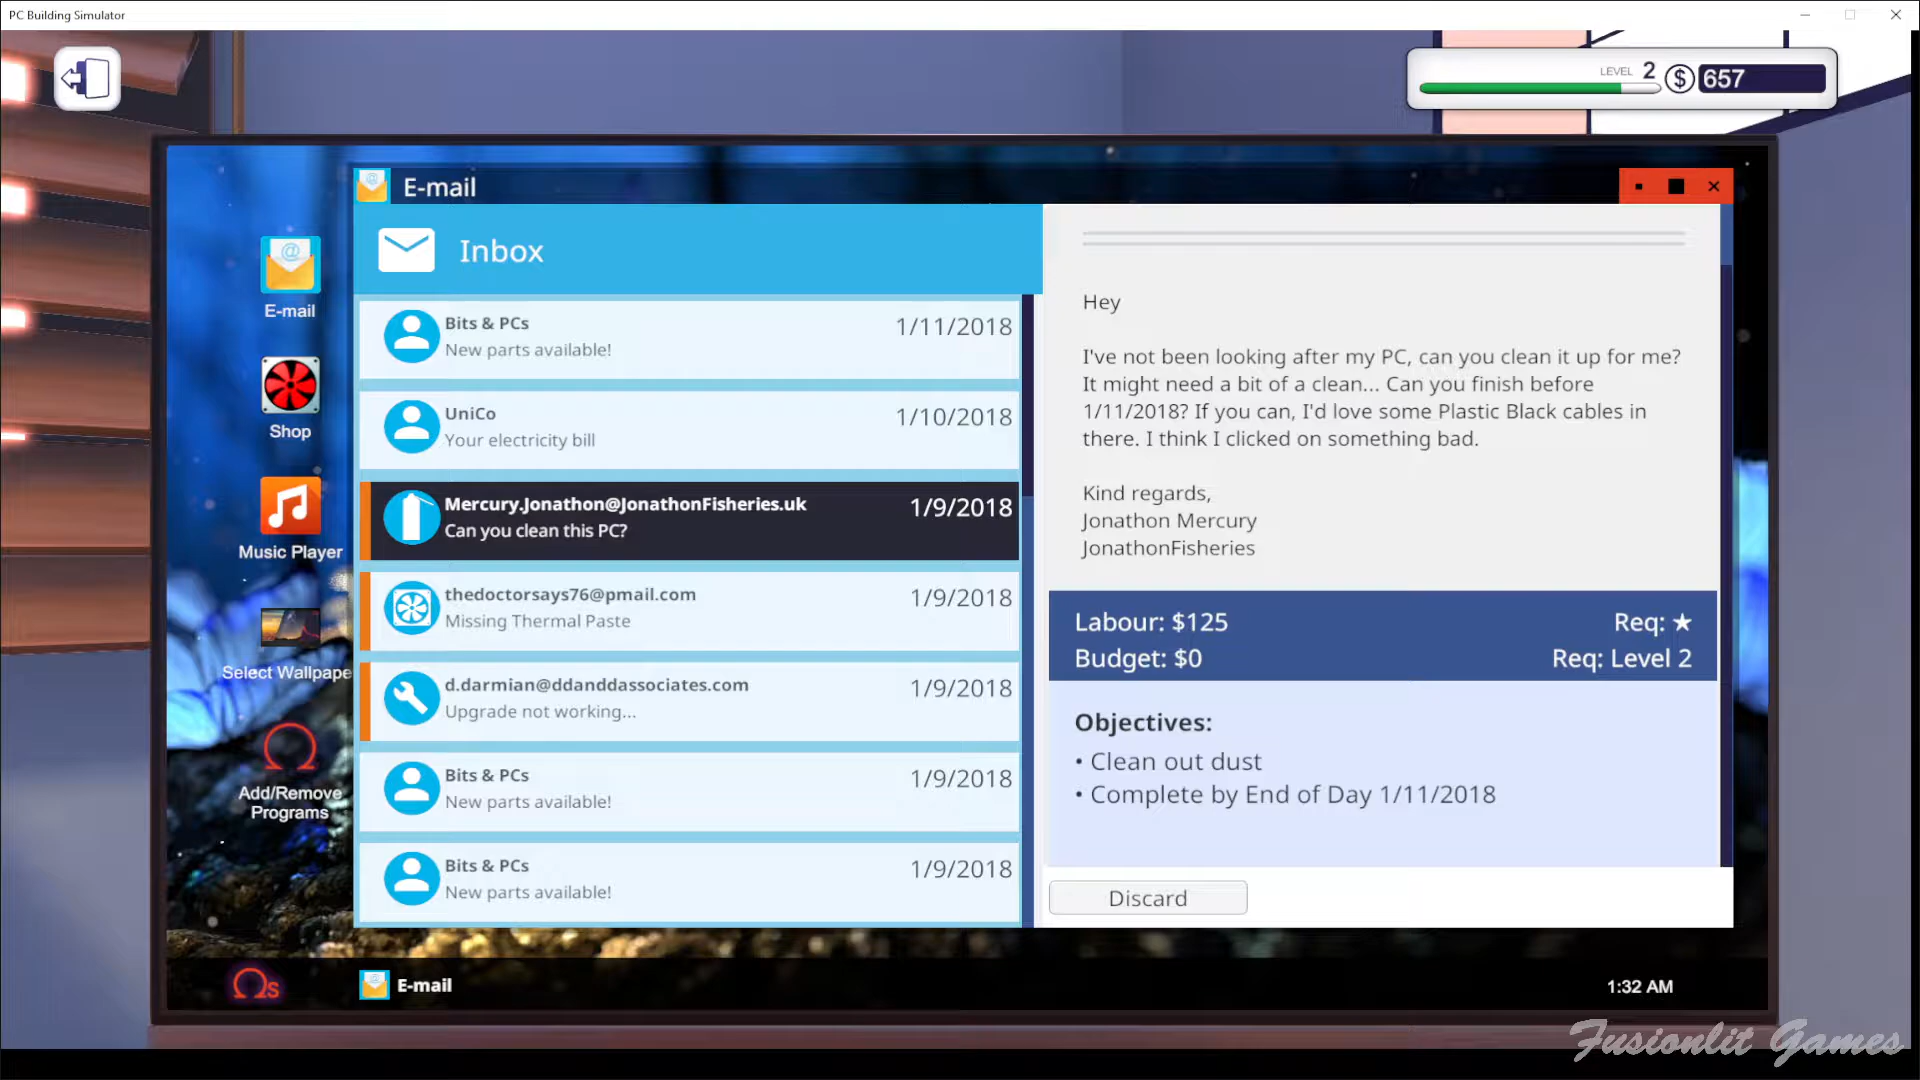 PC Building Simulator
LEVEL 2
$ 657
E-mail
Inbox
E-mail
Shop
Music Player
Select Wallpape
Add/Remove
Programs
Bits & PCs
1/11/2018
New parts available!
UniCo
1/10/2018
Your electricity bill
Mercury.Jonathon@JonathonFisheries.uk
1/9/2018
Can you clean this PC?
thedoctorsays76@pmail.com
1/9/2018
Missing Thermal Paste
d.darmian@ddanddassociates.com
1/9/2018
Upgrade not working...
Bits & PCs
1/9/2018
New parts available!
Bits & PCs
1/9/2018
New parts available!
Hey
I've not been looking after my PC, can you clean it up for me?
It might need a bit of a clean... Can you finish before
1/11/2018? If you can, I'd love some Plastic Black cables in
there. I think I clicked on something bad.
Kind regards,
Jonathon Mercury
JonathonFisheries
Labour: $125
Req: ★
Budget: $0
Req: Level 2
Objectives:
• Clean out dust
• Complete by End of Day 1/11/2018
Discard
Ωs
E-mail
1:32 AM
Fusionlit Games